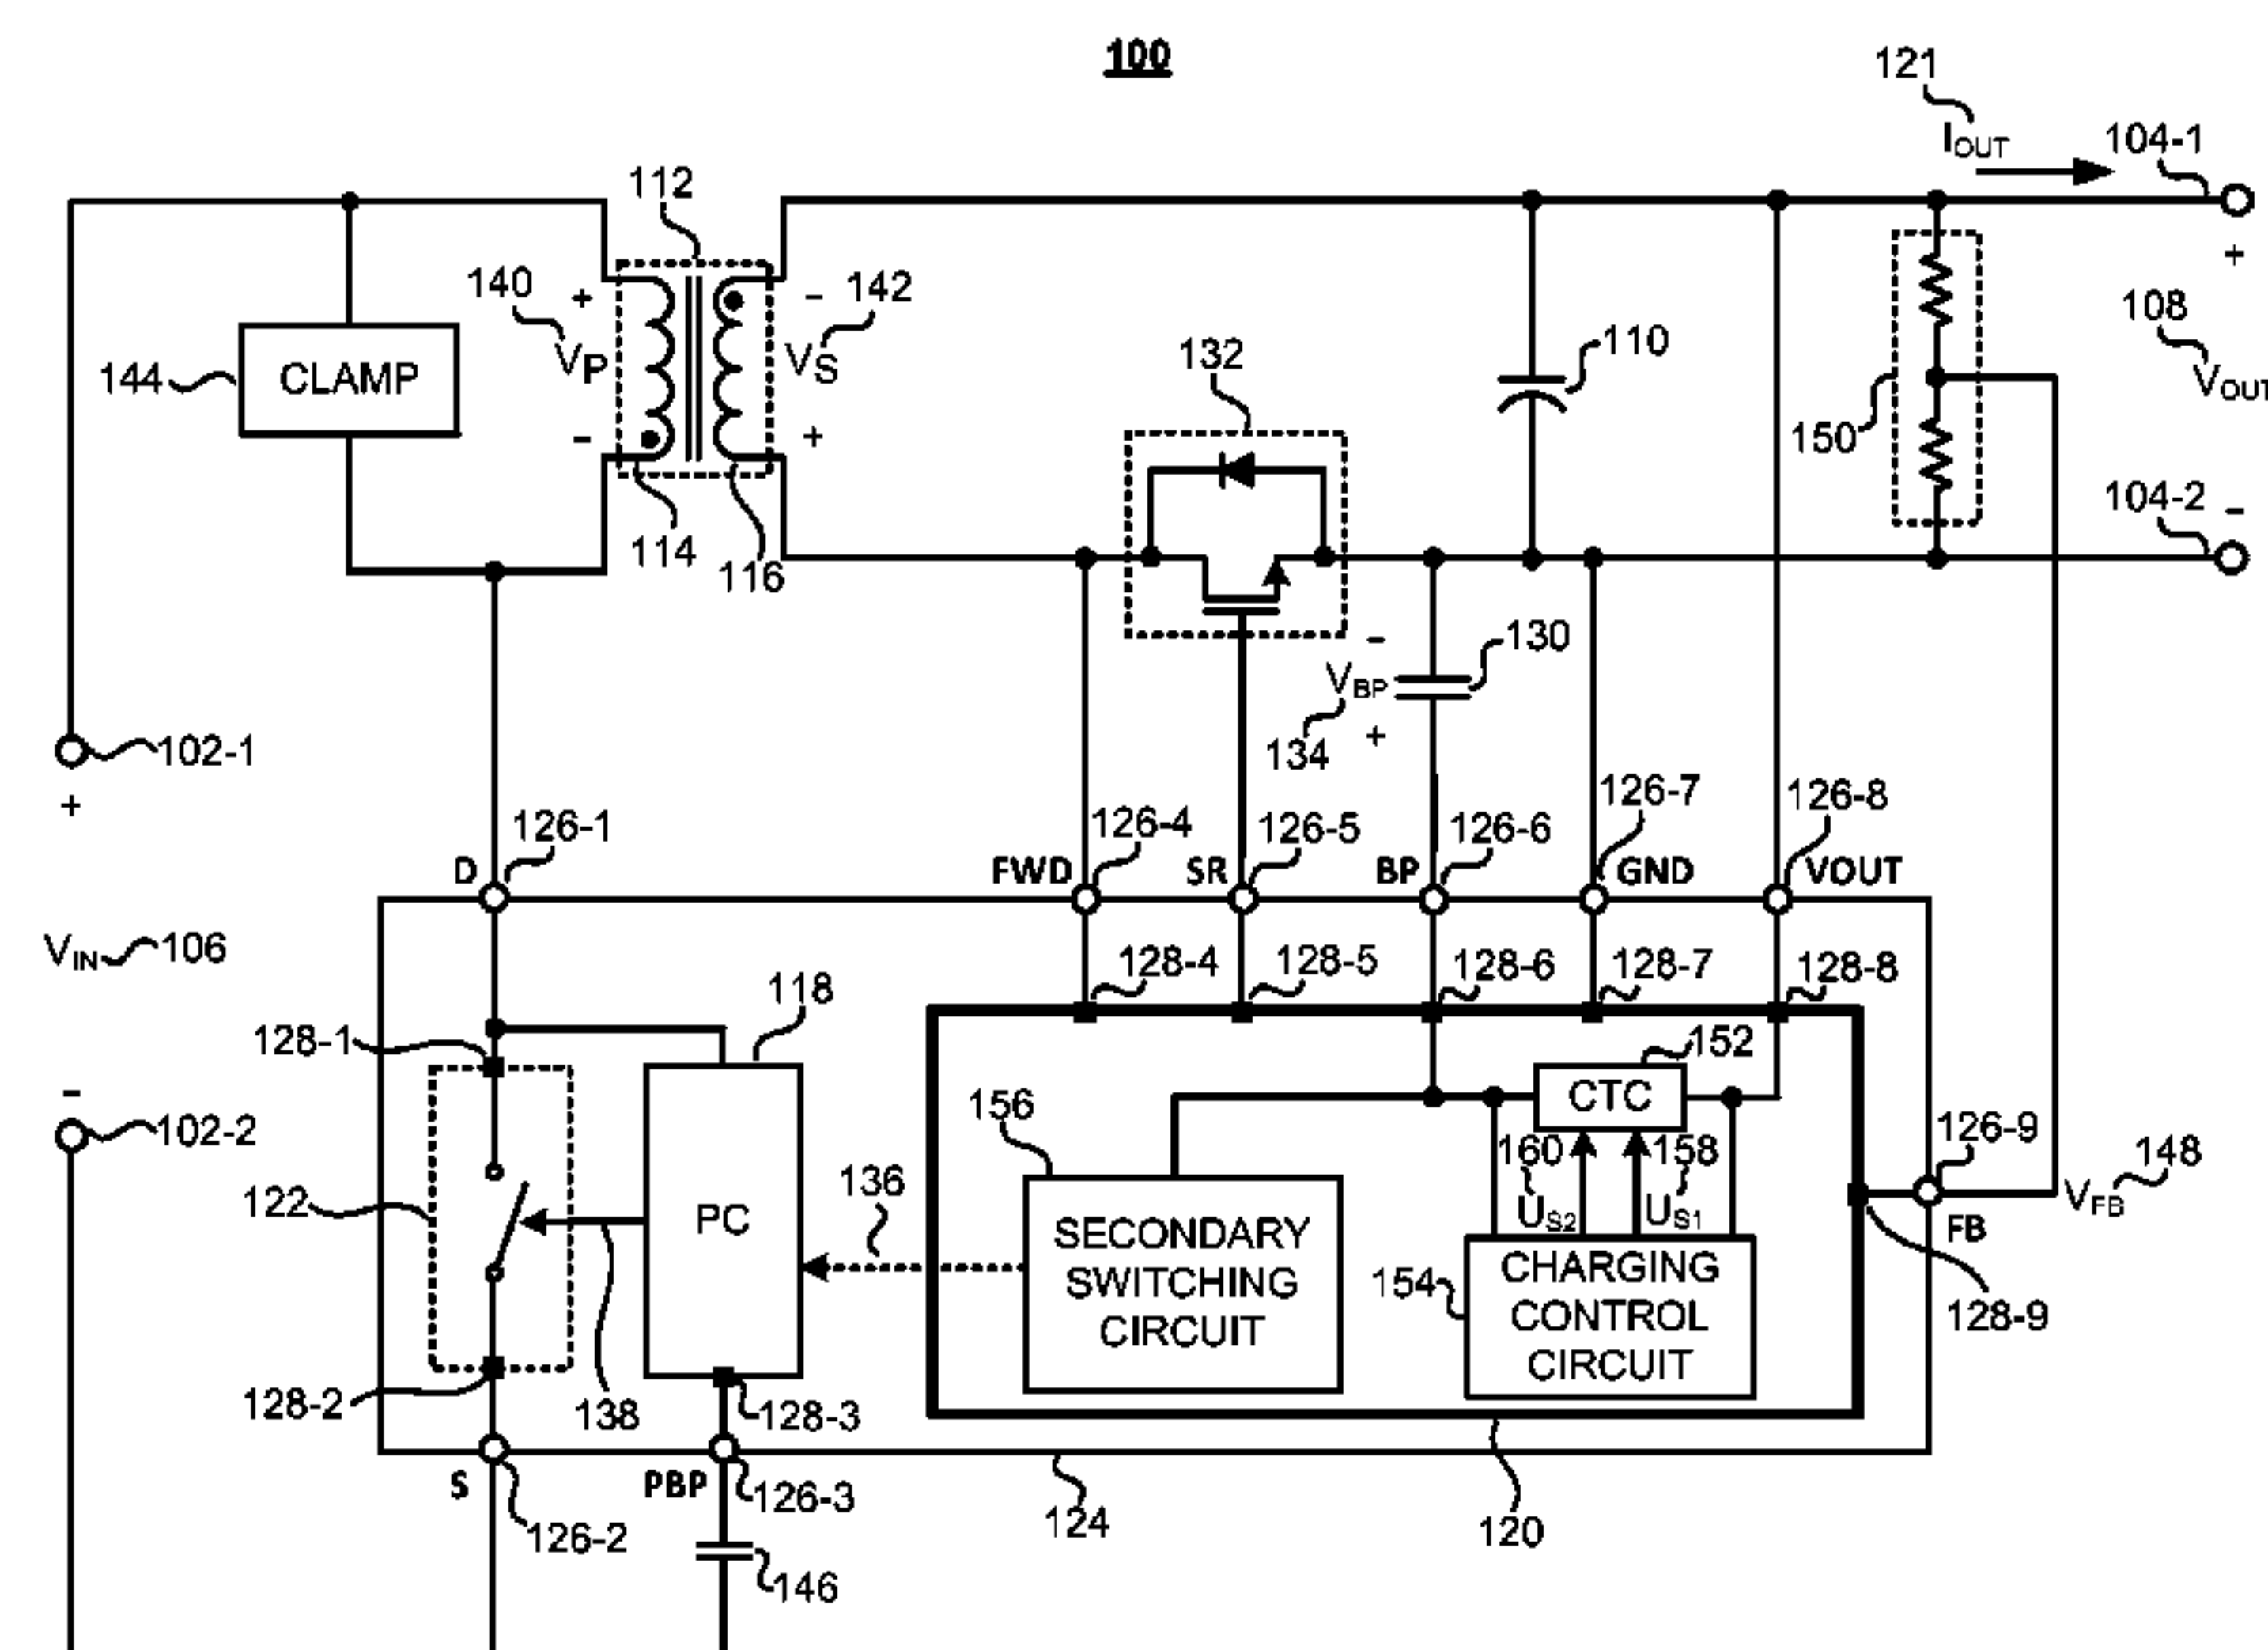 100
121
IOUT
104-1
112
+
140
+
-
142
VP
VS
108
VOUT
110
132
144
CLAMP
-
+
150
104-2
-
114
116
130
-
VBP
+
134
102-1
+
126-1
126-4
126-5
126-6
126-7
126-8
D
FWD
SR
BP
GND
VOUT
VIN
106
128-4
128-5
128-6
128-7
128-8
118
128-1
152
CTC
-
102-2
156
160
158
126-9
148
VFB
136
US2
US1
FB
122
PC
SECONDARY
SWITCHING
CIRCUIT
154
CHARGING
CONTROL
CIRCUIT
128-9
128-2
138
128-3
S
PBP
126-3
126-2
124
120
146